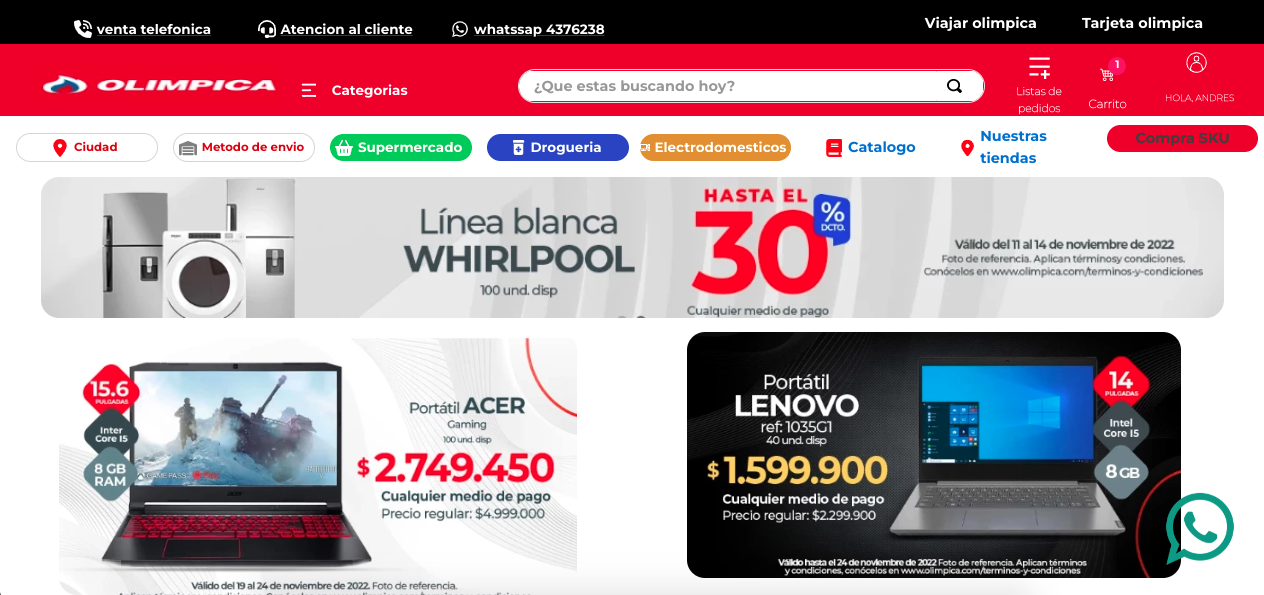 venta telefonica
Atencion al cliente
whatssap 4376238
Viajar olimpica
Tarjeta olimpica
OLIMPICA
Categorias
¿Que estas buscando hoy?
Listas de
pedidos
1
Carrito
HOLA, ANDRES
Ciudad
Metodo de envio
Supermercado
Drogueria
Electrodomesticos
Catalogo
Nuestras
tiendas
Compra SKU
Línea blanca
WHIRLPOOL
100 und. disp
HASTA EL
30
%
DCTO.
Cualquier medio de pago
Válido del 11 al 14 de noviembre de 2022
Foto de referencia. Aplican términosy condiciones.
Conócelos en www.olimpica.com/terminos-y-condiciones
15.6
PULGADAS
Inter
Core I5
8 GB
RAM
GAME PASS
acer
Portátil ACER
Gaming
100 und. disp
$ 2.749.450
Cualquier medio de pago
Precio regular: $4.999.000
Válido del 19 al 24 de noviembre de 2022. Foto de referencia.
Portátil
LENOVO
ref: 1035G1
40 und. disp
$ 1.599.900
Cualquier medio de pago
Precio regular: $2.299.900
14
PULGADAS
Intel
Core I5
8 GB
Válido hasta el 24 de noviembre de 2022 Foto de referencia. Aplican términos
y condiciones, conócelos en www.olimpica.com/terminos-y-condiciones